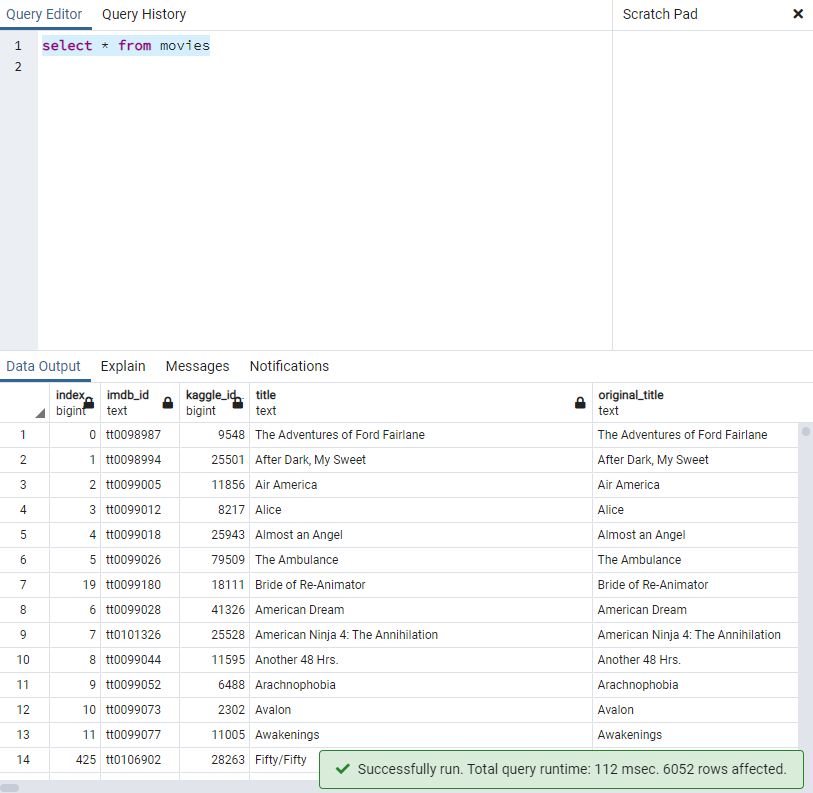 Query Editor Query History Scratch Pad
1 select * from movies
2
Data Output Explain Messages Notifications
index imdb_id kaggle_id title original_title
bigint text bigint text text
1 0 tt0098987 9548 The Adventures of Ford Fairlane The Adventures of Ford Fairlane
2 1 tt0098994 25501 After Dark, My Sweet After Dark, My Sweet
3 2 tt0099005 11856 Air America Air America
4 3 tt0099012 8217 Alice Alice
5 4 tt0099018 25943 Almost an Angel Almost an Angel
6 5 tt0099026 79509 The Ambulance The Ambulance
7 19 tt0099180 18111 Bride of Re-Animator Bride of Re-Animator
8 6 tt0099028 41326 American Dream American Dream
9 7 tt0101326 25528 American Ninja 4: The Annihilation American Ninja 4: The Annihilation
10 8 tt0099044 11595 Another 48 Hrs. Another 48 Hrs.
11 9 tt0099052 6488 Arachnophobia Arachnophobia
12 10 tt0099073 2302 Avalon Avalon
13 11 tt0099077 11005 Awakenings Awakenings
14 425 tt0106902 28263 Fifty/Fifty
Successfully run. Total query runtime: 112 msec. 6052 rows affected.